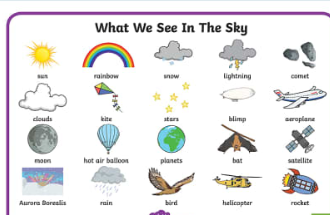 What We See In The Sky
sun rainbow snow lightning comet
clouds kite stars blimp aeroplane
moon hot air balloon planets bat satellite
Aurora Borealis rain bird helicopter rocket